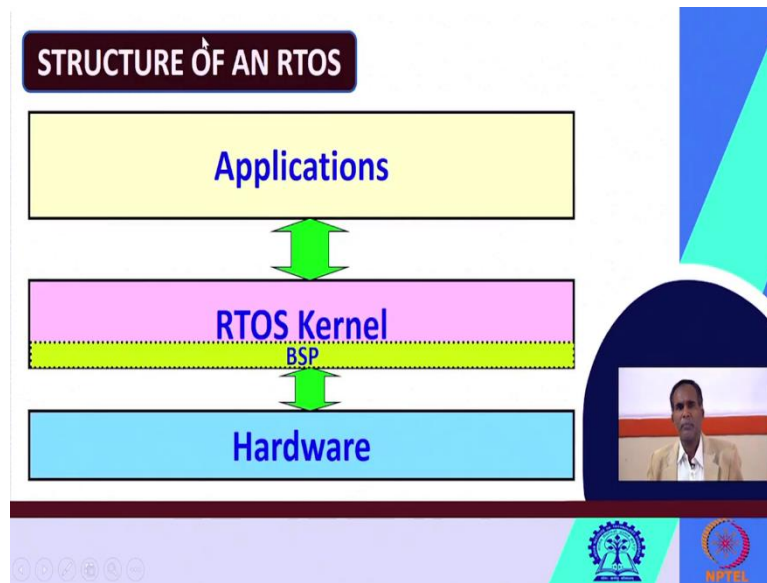 STRUCTURE OF AN RTOS
Applications
RTOS Kernel
BSP
Hardware
NPTEL